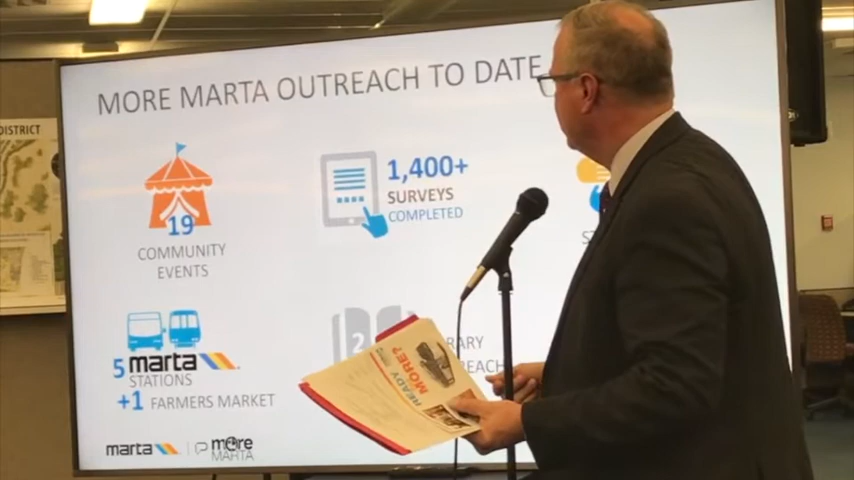 MORE MARTA OUTREACH TO DATE
DISTRICT
19
COMMUNITY
EVENTS
1,400+
SURVEYS
COMPLETED
5 marta
STATIONS
+1 FARMERS MARKET
2
RARY
REACH
READY
MORE?
marta
more
MARTA